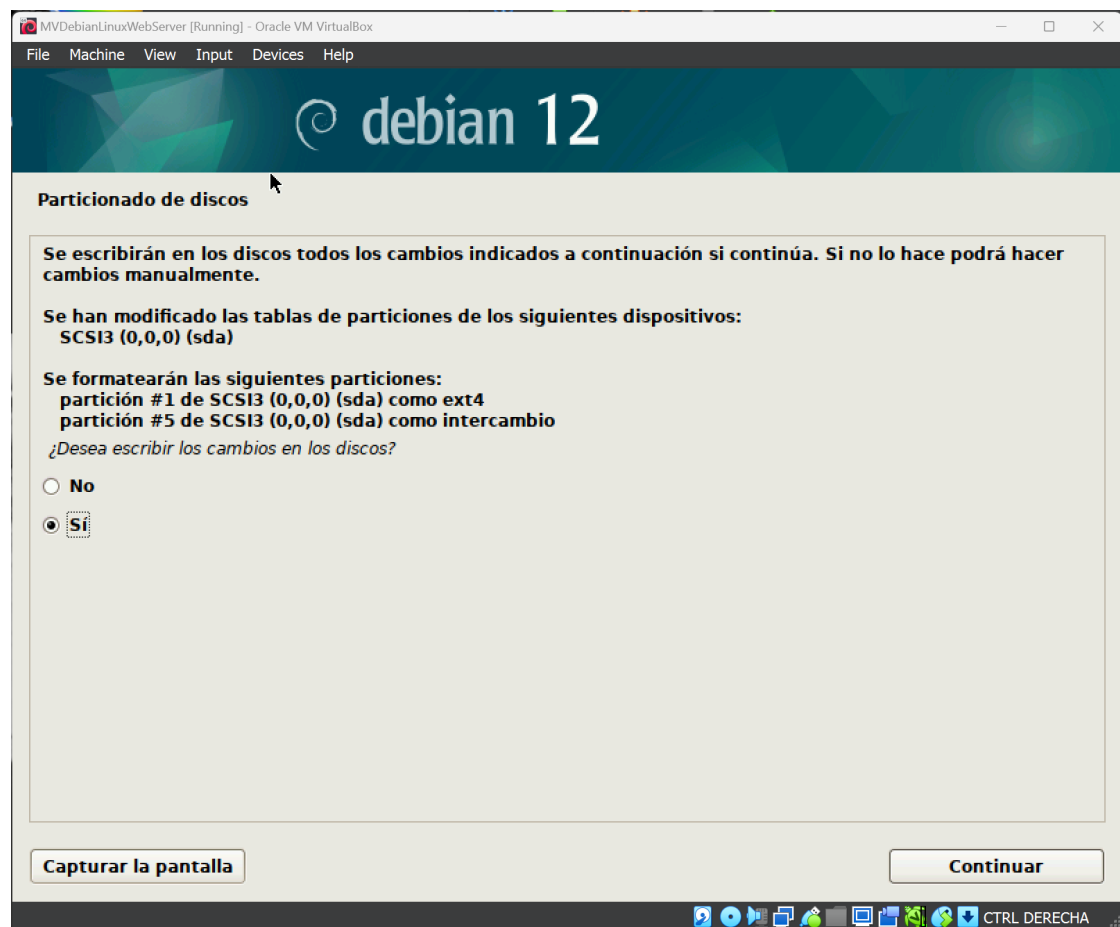 MVDebianLinuxWebServer [Running] - Oracle VM VirtualBox
File Machine View Input Devices Help
debian 12
Particionado de discos
Se escribirán en los discos todos los cambios indicados a continuación si continúa. Si no lo hace podrá hacer
cambios manualmente.
Se han modificado las tablas de particiones de los siguientes dispositivos:
SCSI3 (0,0,0) (sda)
Se formatearán las siguientes particiones:
partición #1 de SCSI3 (0,0,0) (sda) como ext4
partición #5 de SCSI3 (0,0,0) (sda) como intercambio
¿Desea escribir los cambios en los discos?
No
Sí
Capturar la pantalla
Continuar
CTRL DERECHA